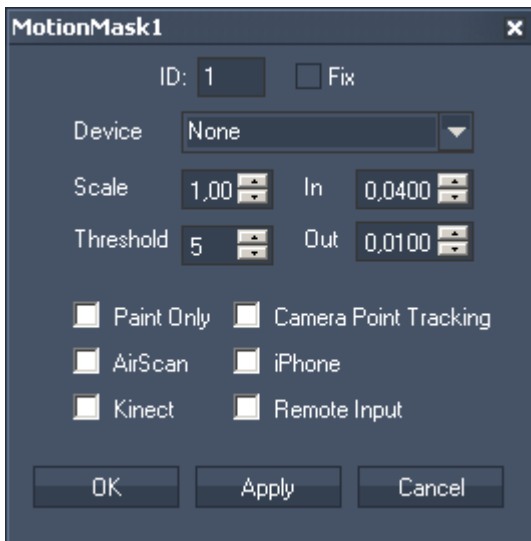 MotionMask1
ID: 1 Fix
Device None
Scale 1,00 In 0,0400
Threshold 5 Out 0,0100
Paint Only Camera Point Tracking
AirScan iPhone
Kinect Remote Input
OK Apply Cancel